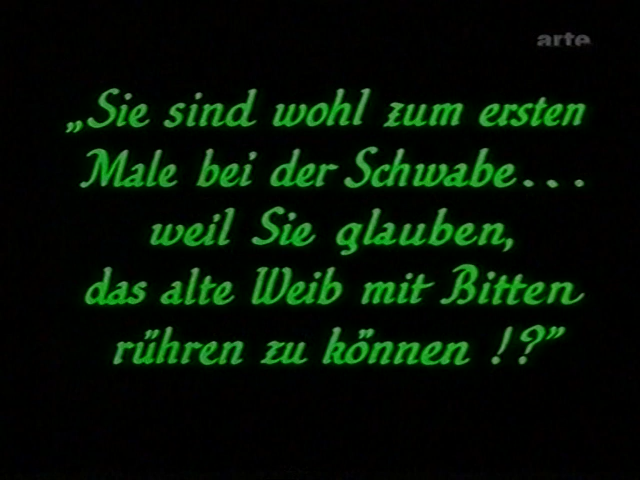 arte
„Sie sind wohl zum ersten
Male bei der Schwabe...
weil Sie glauben,
das alte Weib mit Bitten
rühren zu können !?”